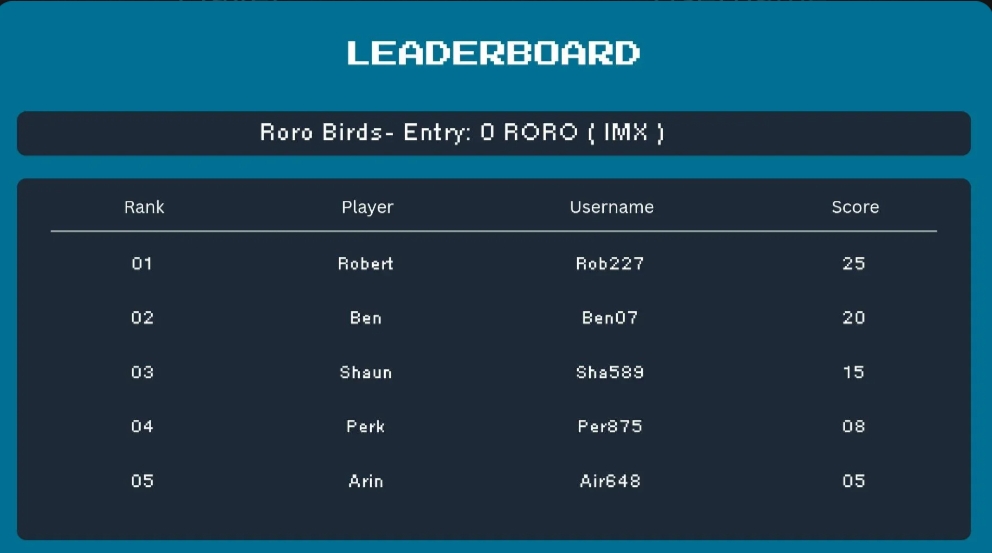 LEADERBOARD
Roro Birds- Entry: 0 RORO ( IMX )
Rank Player Username Score
01 Robert Rob227 25
02 Ben Ben07 20
03 Shaun Sha589 15
04 Perk Per875 08
05 Arin Air648 05